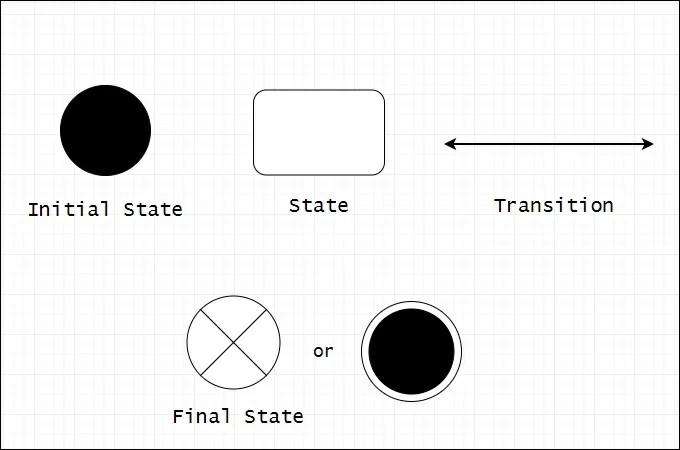 Initial State
State
Transition
or
Final State